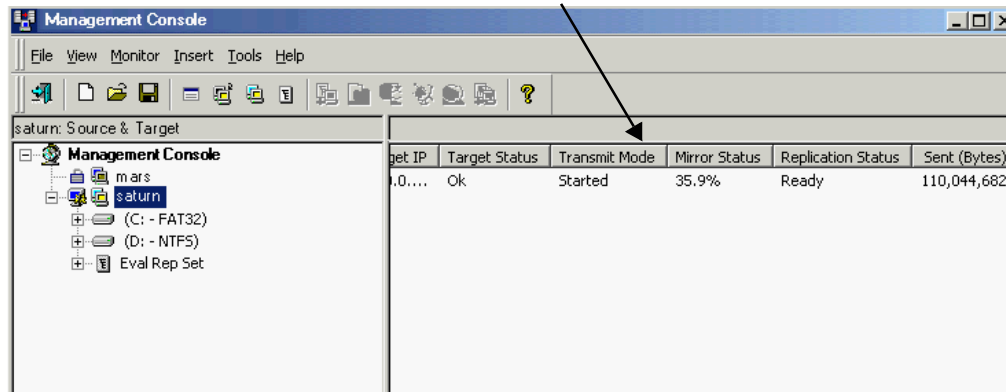 Management Console
File View Monitor Insert Tools Help
saturn: Source & Target
Management Console
mars
saturn
(C: - FAT32)
(D: - NTFS)
Eval Rep Set
get IP Target Status Transmit Mode Mirror Status Replication Status Sent (Bytes)
.0.... Ok Started 35.9% Ready 110,044,682